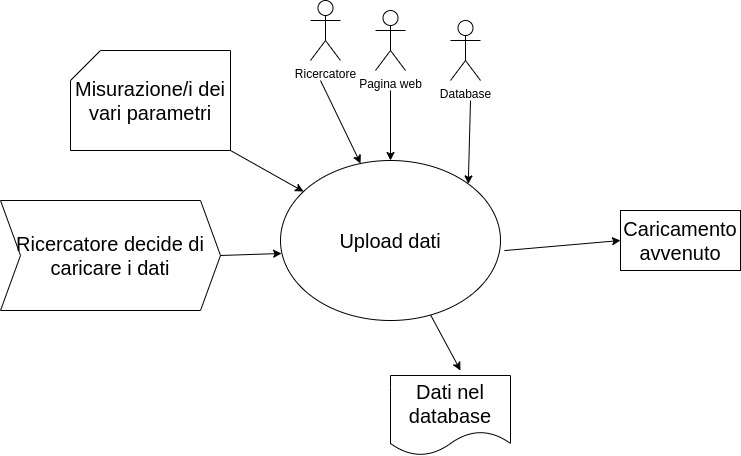 Ricercatore
Pagina web
Database
Misurazione/i dei
vari parametri
Ricercatore decide di
caricare i dati
Upload dati
Caricamento
avvenuto
Dati nel
database